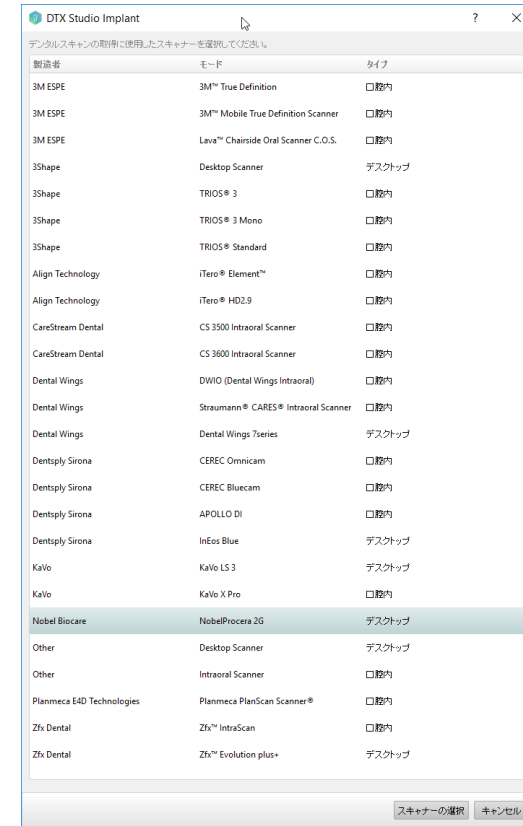 DTX Studio Implant ? ×
デンタルスキャンの取得に使用したスキャナーを選択してください。
製造者 モード タイプ
3M ESPE 3M™ True Definition 口腔内
3M ESPE 3M™ Mobile True Definition Scanner 口腔内
3M ESPE Lava™ Chairside Oral Scanner C.O.S. 口腔内
3Shape Desktop Scanner デスクトップ
3Shape TRIOS® 3 口腔内
3Shape TRIOS® 3 Mono 口腔内
3Shape TRIOS® Standard 口腔内
Align Technology iTero® Element™ 口腔内
Align Technology iTero® HD2.9 口腔内
CareStream Dental CS 3500 Intraoral Scanner 口腔内
CareStream Dental CS 3600 Intraoral Scanner 口腔内
Dental Wings DWIO (Dental Wings Intraoral) 口腔内
Dental Wings Straumann® CARES® Intraoral Scanner 口腔内
Dental Wings Dental Wings 7series デスクトップ
Dentsply Sirona CEREC Omnicam 口腔内
Dentsply Sirona CEREC Bluecam 口腔内
Dentsply Sirona APOLLO DI 口腔内
Dentsply Sirona InEos Blue デスクトップ
KaVo KaVo LS 3 デスクトップ
KaVo KaVo X Pro 口腔内
Nobel Biocare NobelProcera 2G デスクトップ
Other Desktop Scanner デスクトップ
Other Intraoral Scanner 口腔内
Planmeca E4D Technologies Planmeca PlanScan Scanner® 口腔内
Zfx Dental Zfx™ IntraScan 口腔内
Zfx Dental Zfx™ Evolution plus+ デスクトップ
スキャナーの選択 キャンセル